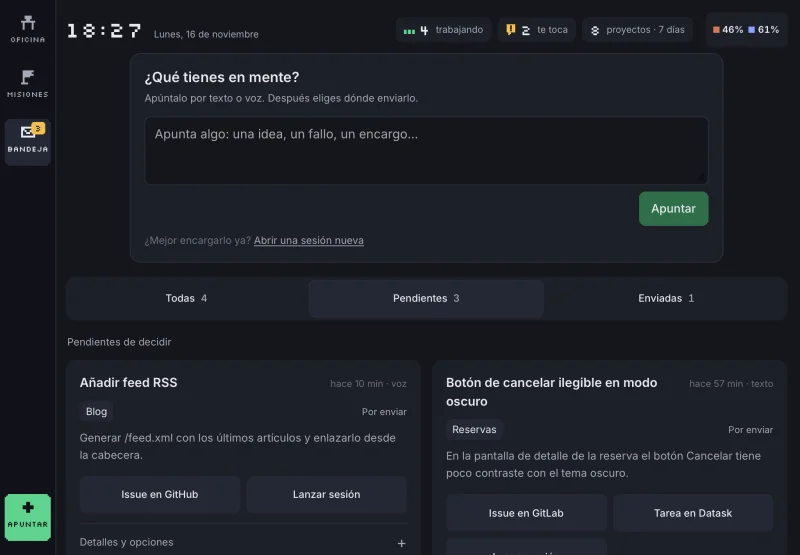 OFICINA
MISIONES
3
BANDEJA
APUNTAR
18:27
Lunes, 16 de noviembre
4 trabajando
2 te toca
8 proyectos · 7 días
46% 61%
¿Qué tienes en mente?
Apúntalo por texto o voz. Después eliges dónde enviarlo.
Apunta algo: una idea, un fallo, un encargo...
Apuntar
¿Mejor encargarlo ya? Abrir una sesión nueva
Todas 4
Pendientes 3
Enviadas 1
Pendientes de decidir
Añadir feed RSS
hace 10 min · voz
Blog
Por enviar
Generar /feed.xml con los últimos artículos y enlazarlo desde
la cabecera.
Issue en GitHub
Lanzar sesión
Detalles y opciones
+
Botón de cancelar ilegible en modo
oscuro
hace 57 min · texto
Reservas
Por enviar
En la pantalla de detalle de la reserva el botón Cancelar tiene
poco contraste con el tema oscuro.
Issue en GitLab
Tarea en Datask